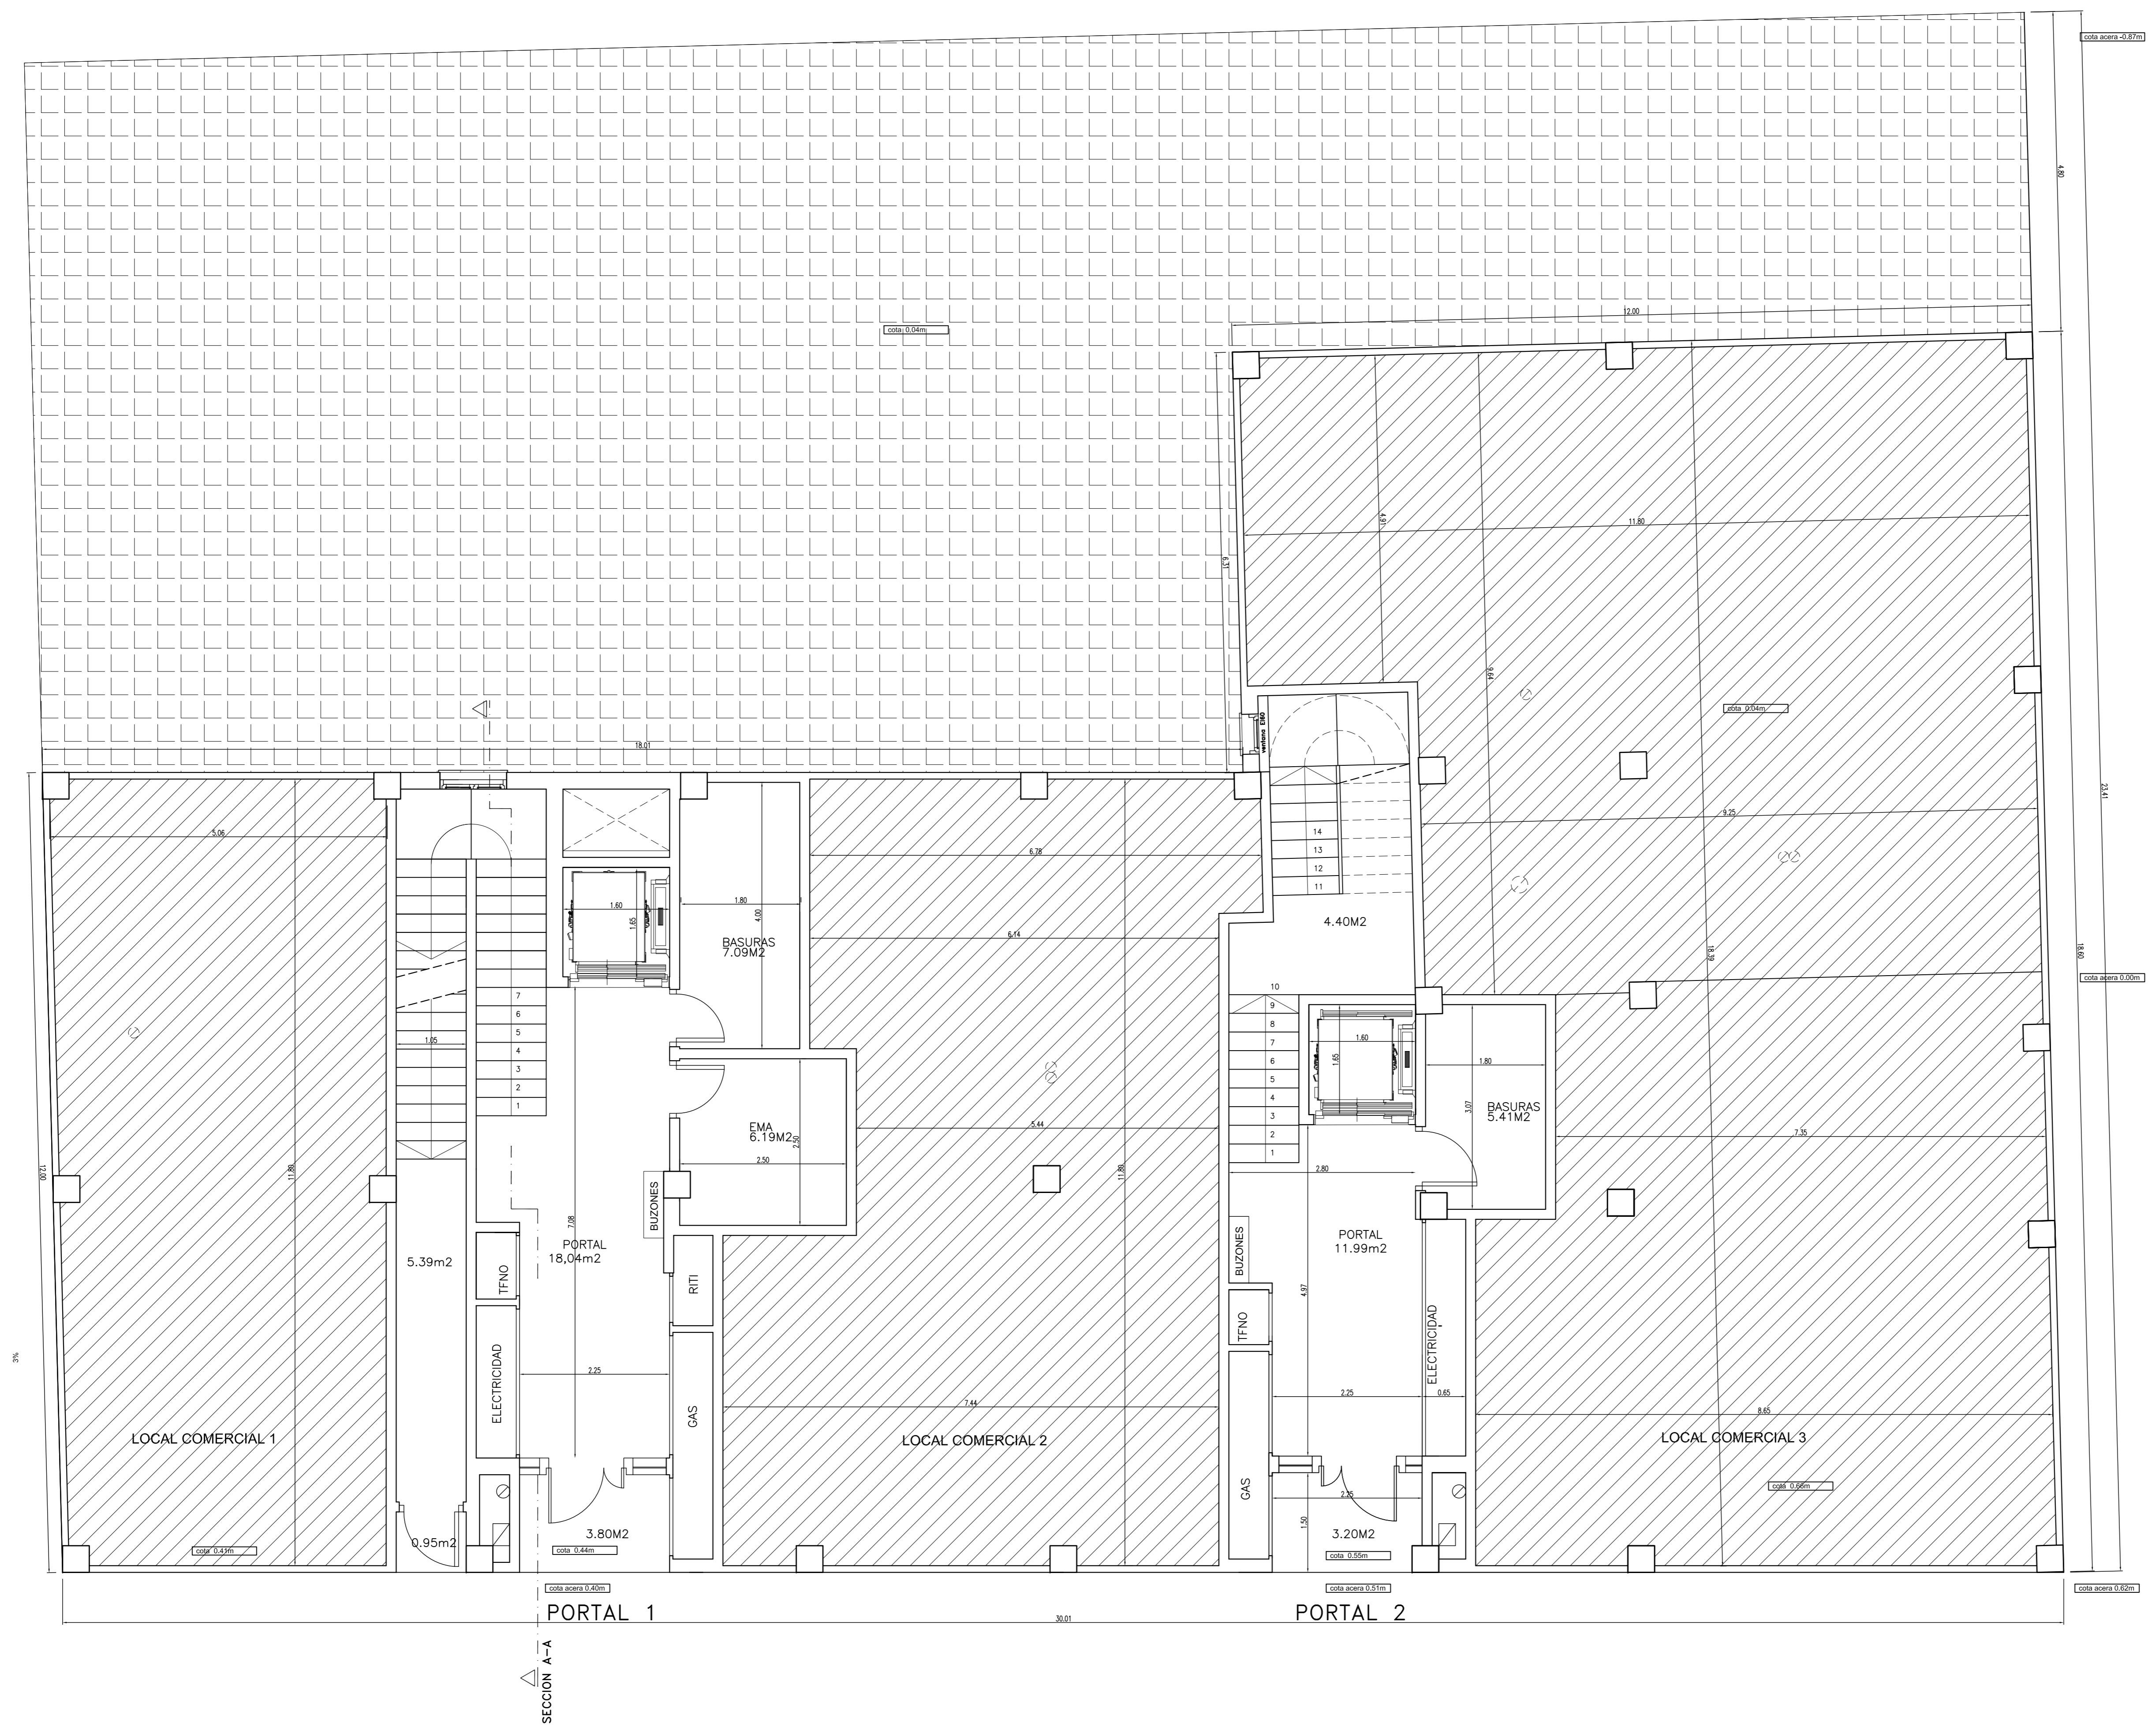 cota acera -0.87m
4.80
12.00
cota 0.04m
4.91
11.80
6.31
9.64
cota 0.04m
ventana EI60
18.01
23.41
9.25
5.06
14
13
12
11
6.78
1.60
1.65
1.80
4.00
4.40M2
BASURAS
7.09M2
6.14
18.39
18.60
cota acera 0.00m
7
6
5
4
3
2
1
10
9
8
7
6
5
4
3
2
1
1.05
1.60
1.65
1.80
3.07
BASURAS
5.41M2
EMA
6.19M2
2.50
2.50
5.44
7.35
12.00
11.80
11.80
2.80
BUZONES
7.08
PORTAL
18,04m2
5.39m2
BUZONES
PORTAL
11.99m2
TFNO
RITI
4.97
TFNO
ELECTRICIDAD
3%
ELECTRICIDAD
2.25
2.25
0.65
7.44
8.65
GAS
LOCAL COMERCIAL 1
LOCAL COMERCIAL 2
LOCAL COMERCIAL 3
GAS
cota 0.66m
2.25
1.50
0.95m2
3.80M2
3.20M2
cota 0.41m
cota 0.44m
cota 0.55m
cota acera 0.40m
cota acera 0.51m
cota acera 0.62m
PORTAL 1
PORTAL 2
30.01
SECCION A-A